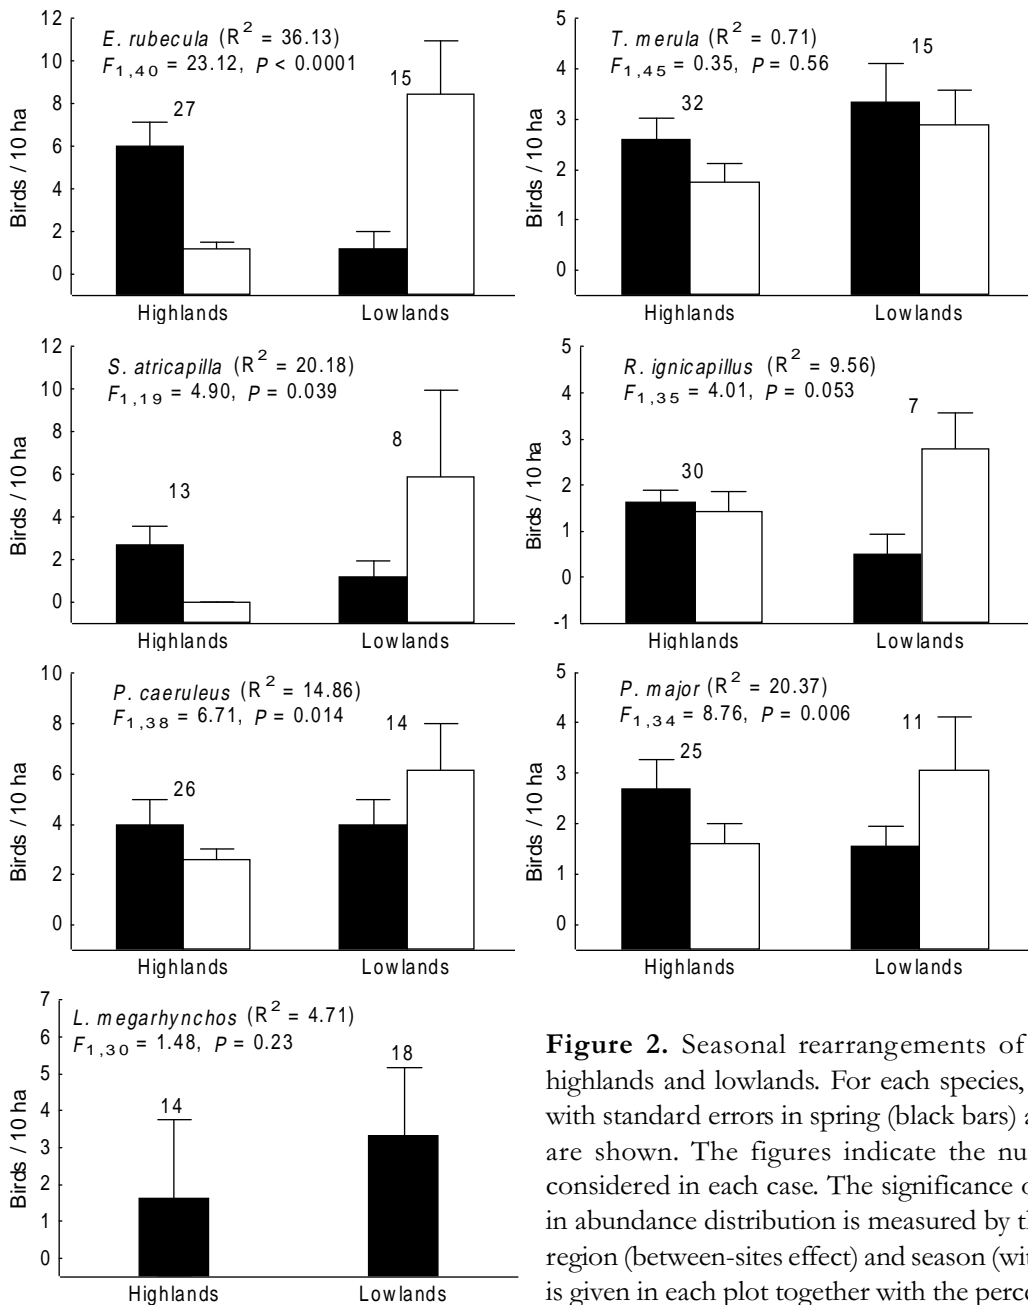 12
10
8
6
4
2
0
Birds / 10 ha
E. rubecula (R² = 36.13)
F₁,₄₀ = 23.12, P < 0.0001
27
15
Highlands
Lowlands
5
4
3
2
1
0
Birds / 10 ha
T. merula (R² = 0.71)
F₁,₄₅ = 0.35, P = 0.56
32
15
Highlands
Lowlands
12
10
8
6
4
2
0
Birds / 10 ha
S. atricapilla (R² = 20.18)
F₁,₁₉ = 4.90, P = 0.039
13
8
Highlands
Lowlands
5
4
3
2
1
0
-1
Birds / 10 ha
R. ignicapillus (R² = 9.56)
F₁,₃₅ = 4.01, P = 0.053
30
7
Highlands
Lowlands
10
8
6
4
2
0
Birds / 10 ha
P. caeruleus (R² = 14.86)
F₁,₃₈ = 6.71, P = 0.014
26
14
Highlands
Lowlands
5
4
3
2
1
0
Birds / 10 ha
P. major (R² = 20.37)
F₁,₃₄ = 8.76, P = 0.006
25
11
Highlands
Lowlands
7
6
5
4
3
2
1
0
Birds / 10 ha
L. megarhynchos (R² = 4.71)
F₁,₃₀ = 1.48, P = 0.23
14
18
Highlands
Lowlands
Figure 2. Seasonal rearrangements of
highlands and lowlands. For each species,
with standard errors in spring (black bars)
are shown. The figures indicate the
considered in each case. The significance
in abundance distribution is measured by
region (between-sites effect) and season
is given in each plot together with the